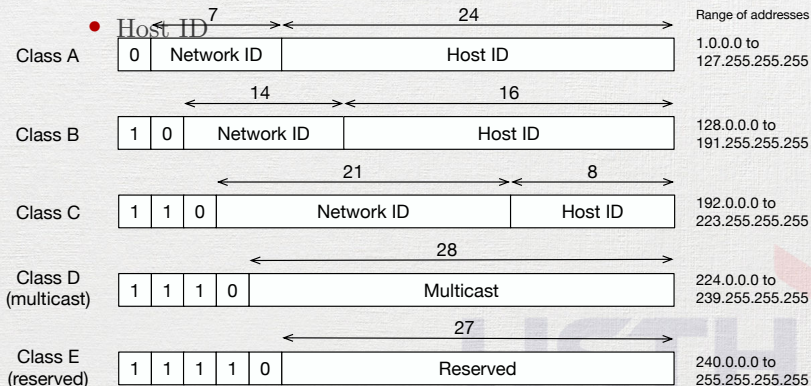 • Host ID
7 24 Range of addresses
Class A 0 Network ID Host ID 1.0.0.0 to
127.255.255.255
14 16
Class B 1 0 Network ID Host ID 128.0.0.0 to
191.255.255.255
21 8
Class C 1 1 0 Network ID Host ID 192.0.0.0 to
223.255.255.255
28
Class D
(multicast) 1 1 1 0 Multicast 224.0.0.0 to
239.255.255.255
27
Class E
(reserved) 1 1 1 1 0 Reserved 240.0.0.0 to
255.255.255.255